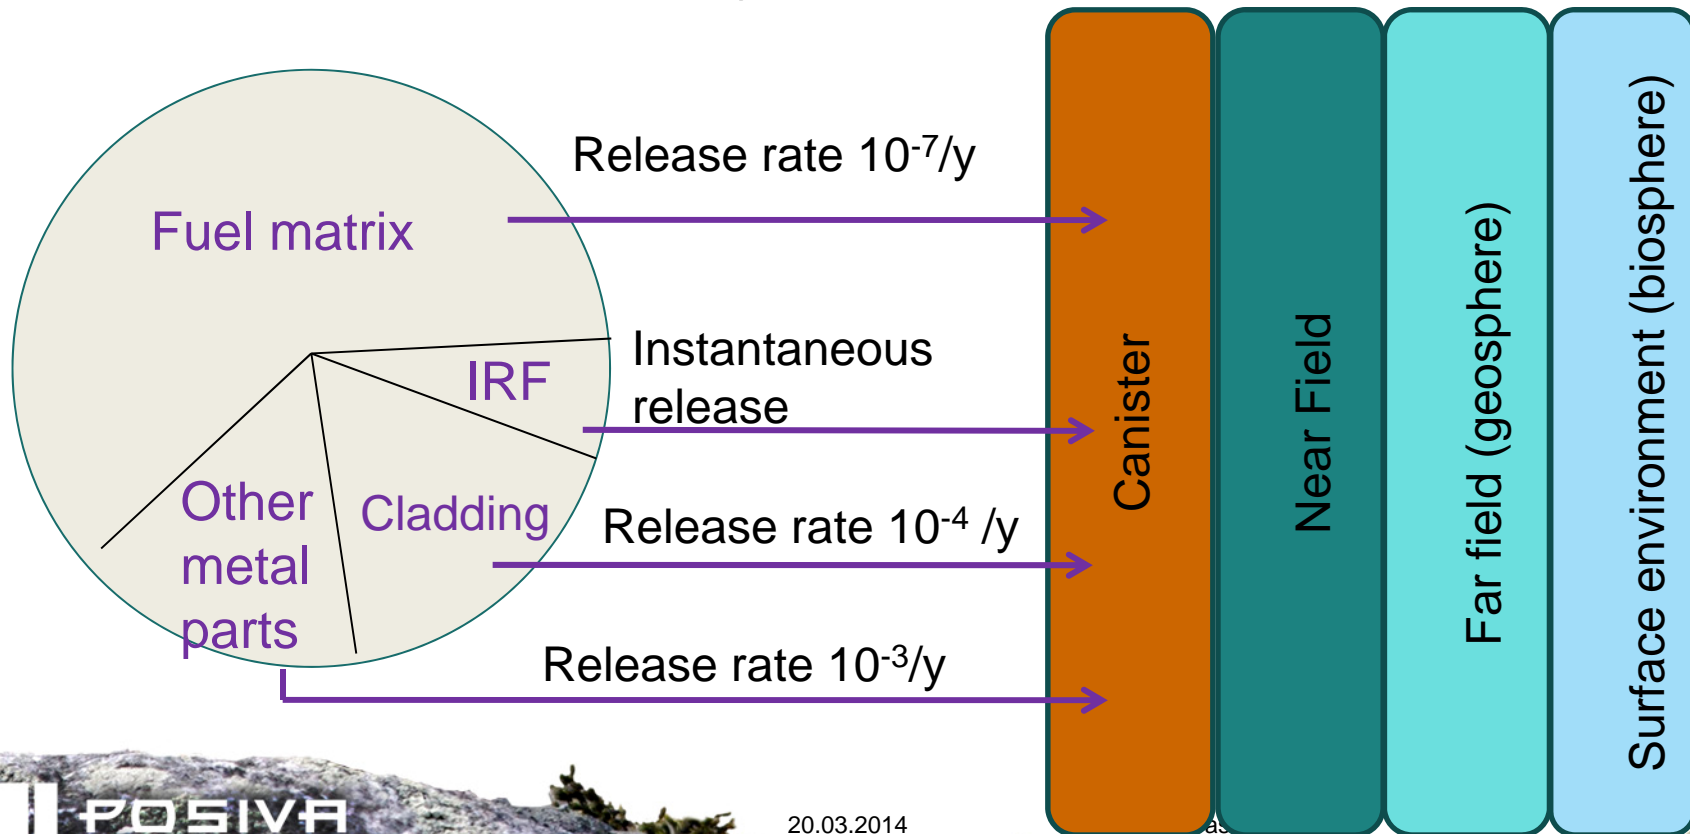 Release rate 10⁻⁷/y
Fuel matrix
Instantaneous
release
IRF
Cladding
Release rate 10⁻⁴ /y
Other
metal
parts
Release rate 10⁻³/y
Canister
Near Field
Far field (geosphere)
Surface environment (biosphere)
POSIVA
20.03.2014